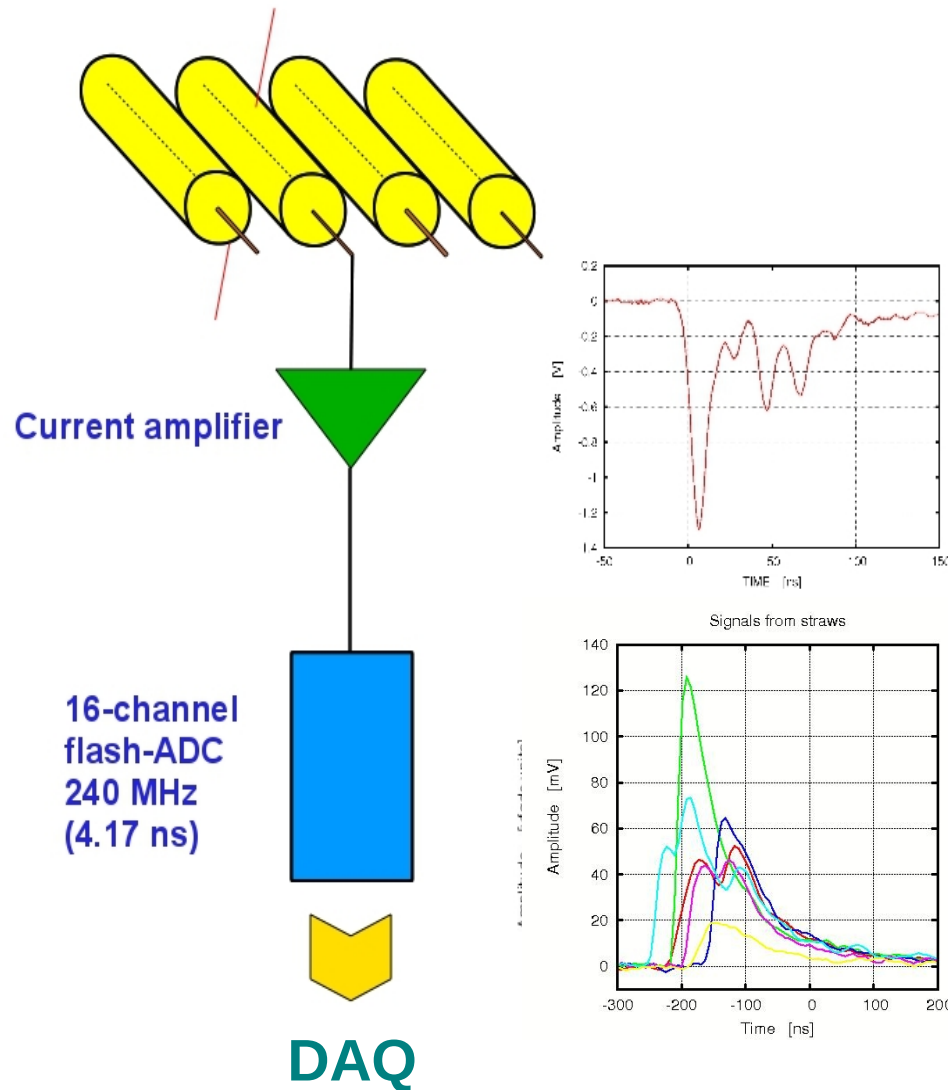 Current amplifier
16-channel
flash-ADC
240 MHz
(4.17 ns)
DAQ
0.2
0
-0.2
-0.4
-0.6
-0.8
-1
-1.2
-1.4
Amplitude [V]
-50
0
50
100
150
TIME [ns]
Signals from straws
140
120
100
80
60
40
20
0
Amplitude [mV]
-300
-200
-100
0
100
200
Time [ns]